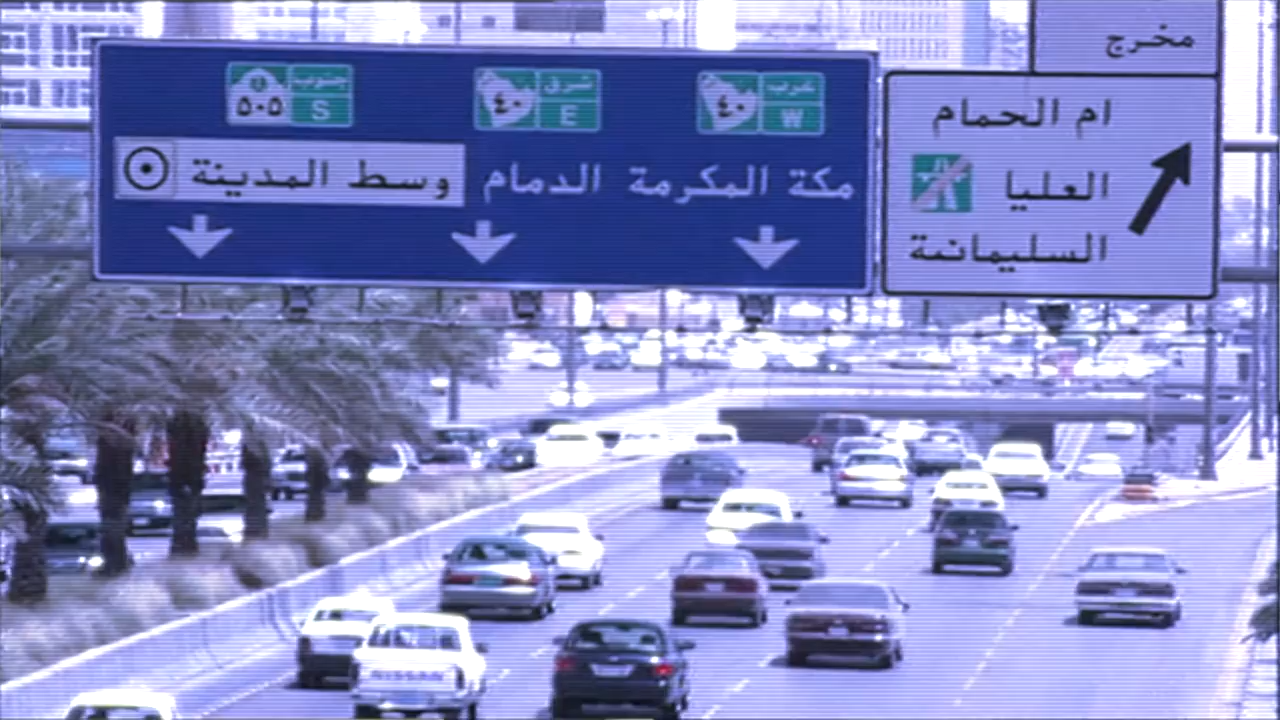 مخرج
ام الحمام
العليا
السليمانية
غرب ٤٠ W
شرق ٤٠ E
جنوب ٥٠٥ S
مكة المكرمة
الدمام
وسط المدينة
NISSAN